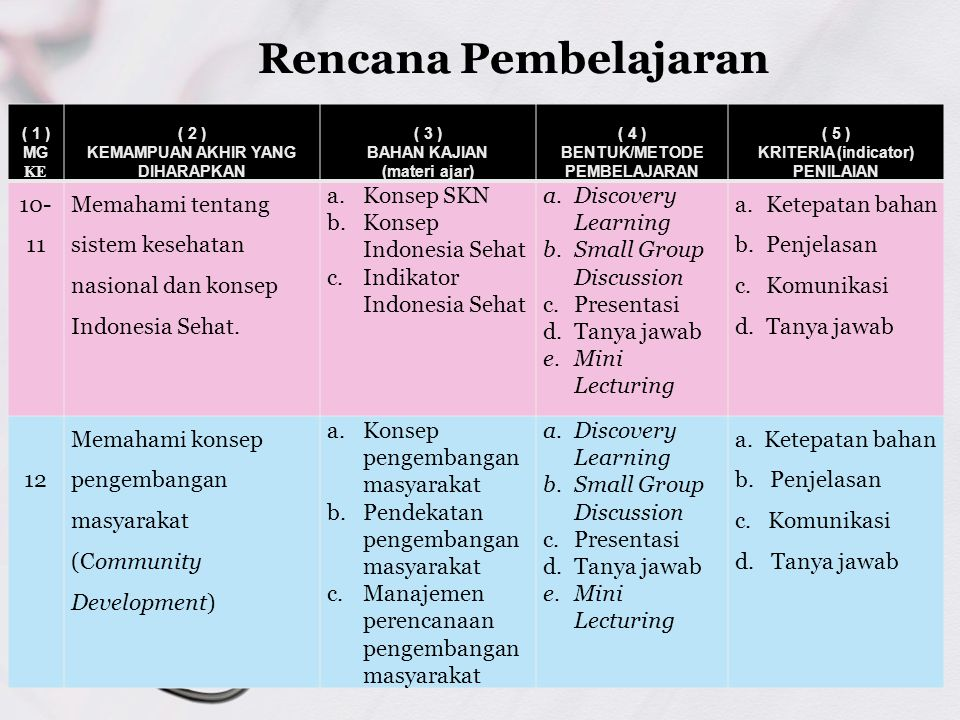 Rencana Pembelajaran
( 1 )
MG
KE
( 2 )
KEMAMPUAN AKHIR YANG
DIHARAPKAN
( 3 )
BAHAN KAJIAN
(materi ajar)
( 4 )
BENTUK/METODE
PEMBELAJARAN
( 5 )
KRITERIA (indicator)
PENILAIAN
10-
11
Memahami tentang
sistem kesehatan
nasional dan konsep
Indonesia Sehat.
a. Konsep SKN
b. Konsep
Indonesia Sehat
c. Indikator
Indonesia Sehat
a. Discovery
Learning
b. Small Group
Discussion
c. Presentasi
d. Tanya jawab
e. Mini
Lecturing
a. Ketepatan bahan
b. Penjelasan
c. Komunikasi
d. Tanya jawab
12
Memahami konsep
pengembangan
masyarakat
(Community
Development)
a. Konsep
pengembangan
masyarakat
b. Pendekatan
pengembangan
masyarakat
c. Manajemen
perencanaan
pengembangan
masyarakat
a. Discovery
Learning
b. Small Group
Discussion
c. Presentasi
d. Tanya jawab
e. Mini
Lecturing
a. Ketepatan bahan
b. Penjelasan
c. Komunikasi
d. Tanya jawab